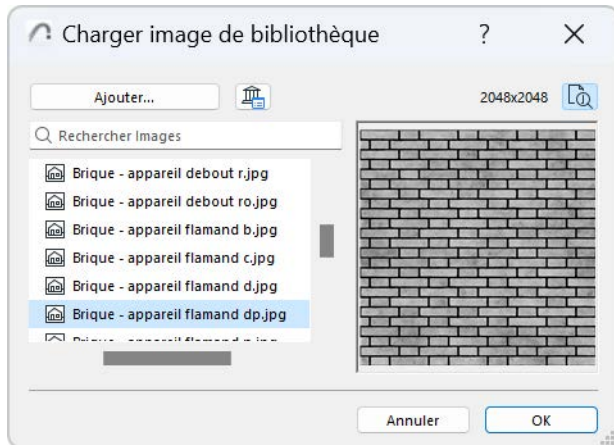 Charger image de bibliothèque
?
Ajouter...
2048x2048
Rechercher Images
Brique - appareil debout r.jpg
Brique - appareil debout ro.jpg
Brique - appareil flamand b.jpg
Brique - appareil flamand c.jpg
Brique - appareil flamand d.jpg
Brique - appareil flamand dp.jpg
Annuler
OK